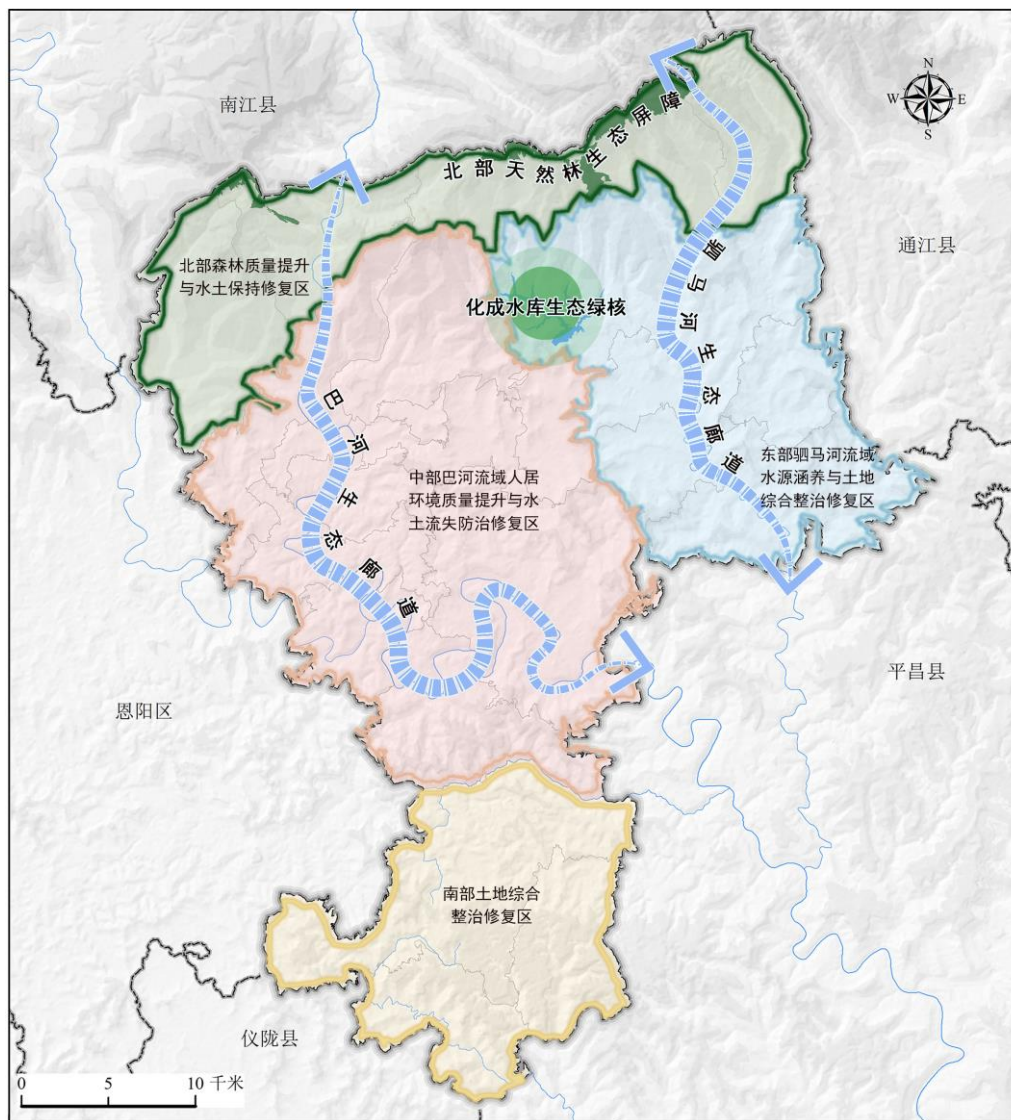 N
W E
S
南江县
北部天然林生态屏障
通江县
北部森林质量提升
与水土保持修复区
化成水库生态绿核
驷马河生态廊道
巴河生态廊道
东部驷马河流域
水源涵养与土地
综合整治修复区
中部巴河流域人居
环境质量提升与水
土流失防治修复区
平昌县
恩阳区
南部土地综合
整治修复区
仪陇县
0 5 10 千米